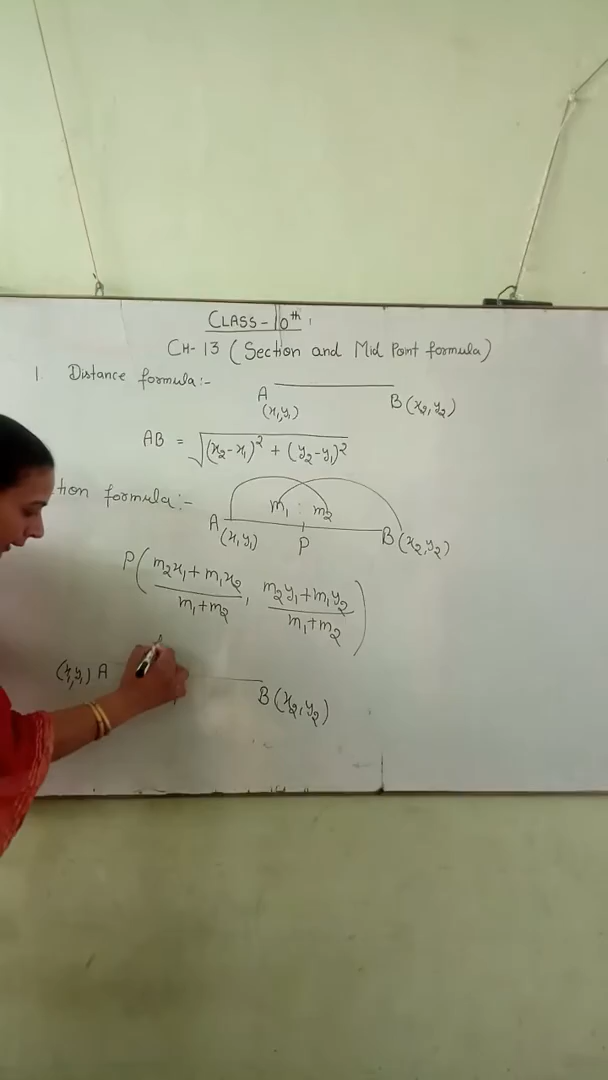 CLASS - 10th
CH- 13 (Section and Mid Point formula)
1. Distance formula:-
A B(x₂, y₂)
(x₁,y₁)
AB = √(x₂-x₁)² + (y₂-y₁)²
tion formula:-
m₁ : m₂
A (x₁,y₁) P B(x₂,y₂)
P( m₂x₁+m₁x₂ / m₁+m₂ , m₂y₁+m₁y₂ / m₁+m₂ )
(x₁,y₁) A B(x₂,y₂)